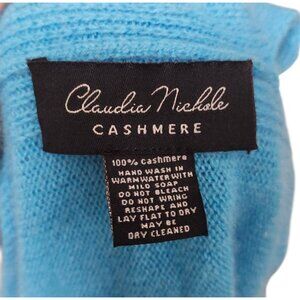 Claudia Nichole
CASHMERE
100% cashmere
HAND WASH IN
WARMWATER WITH
MILD SOAP
DO NOT BLEACH
DO NOT WRING
RESHAPE AND
LAY FLAT TO DRY
MAY BE
DRY CLEANED